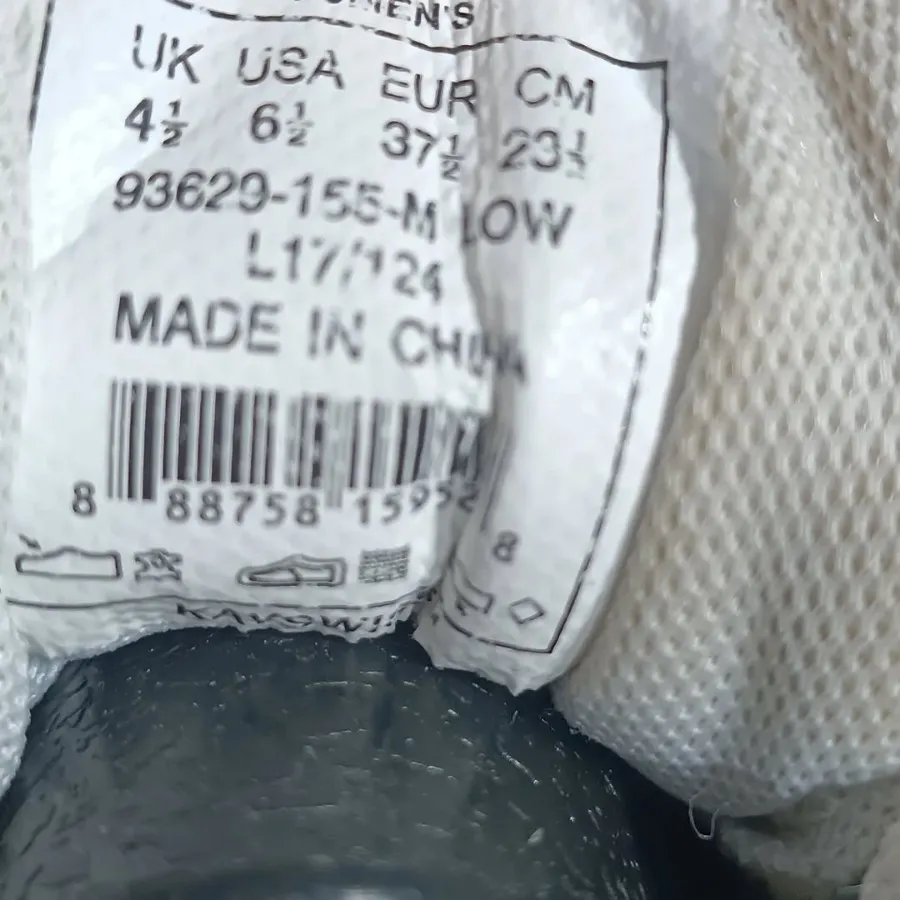 UK USA EUR CM
4½ 6½ 37½ 23½
93629-155-M LOW
MADE IN CHINA
8 88758 15952 8